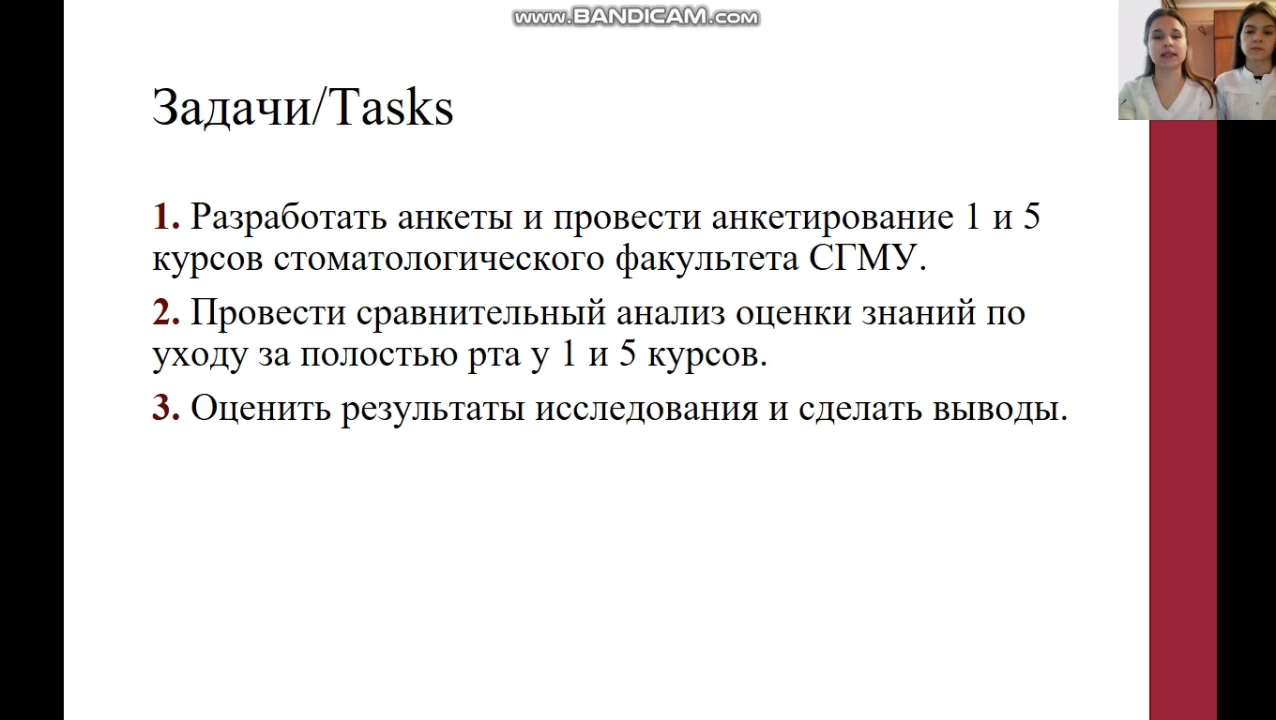 www.BANDICAM.com
Задачи/Tasks
1. Разработать анкеты и провести анкетирование 1 и 5
курсов стоматологического факультета СГМУ.
2. Провести сравнительный анализ оценки знаний по
уходу за полостью рта у 1 и 5 курсов.
3. Оценить результаты исследования и сделать выводы.